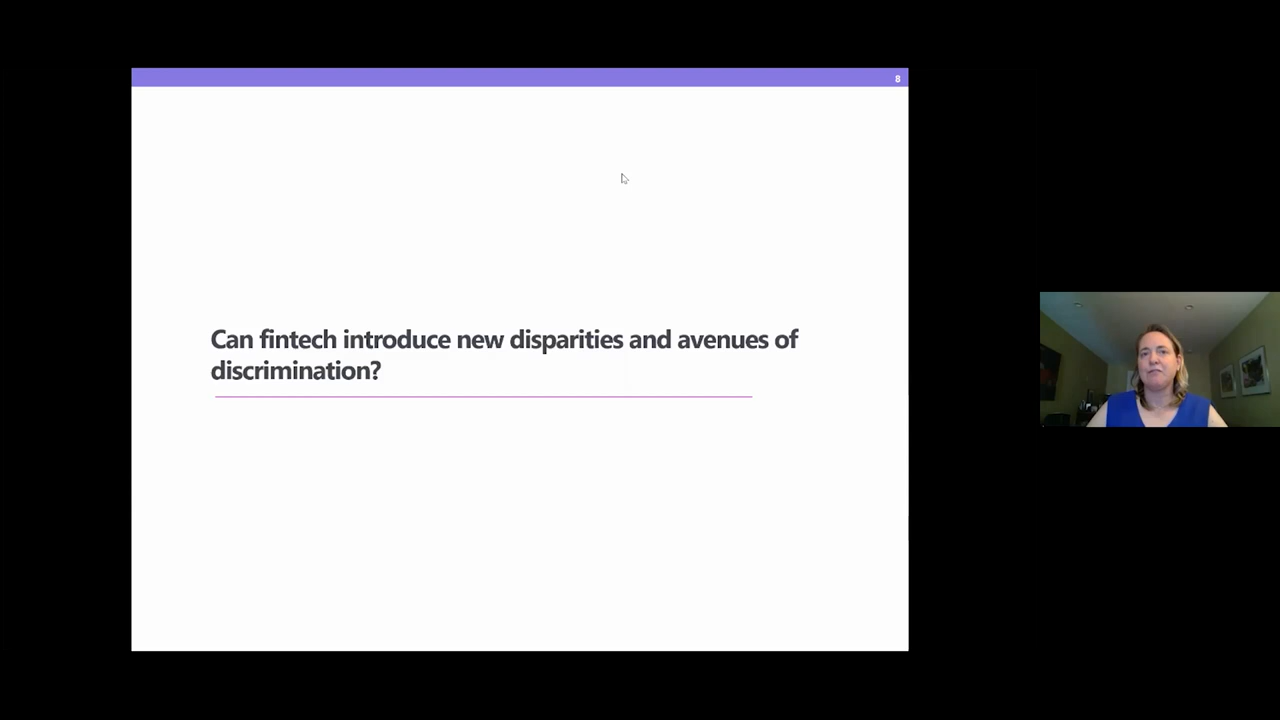 8
Can fintech introduce new disparities and avenues of
discrimination?